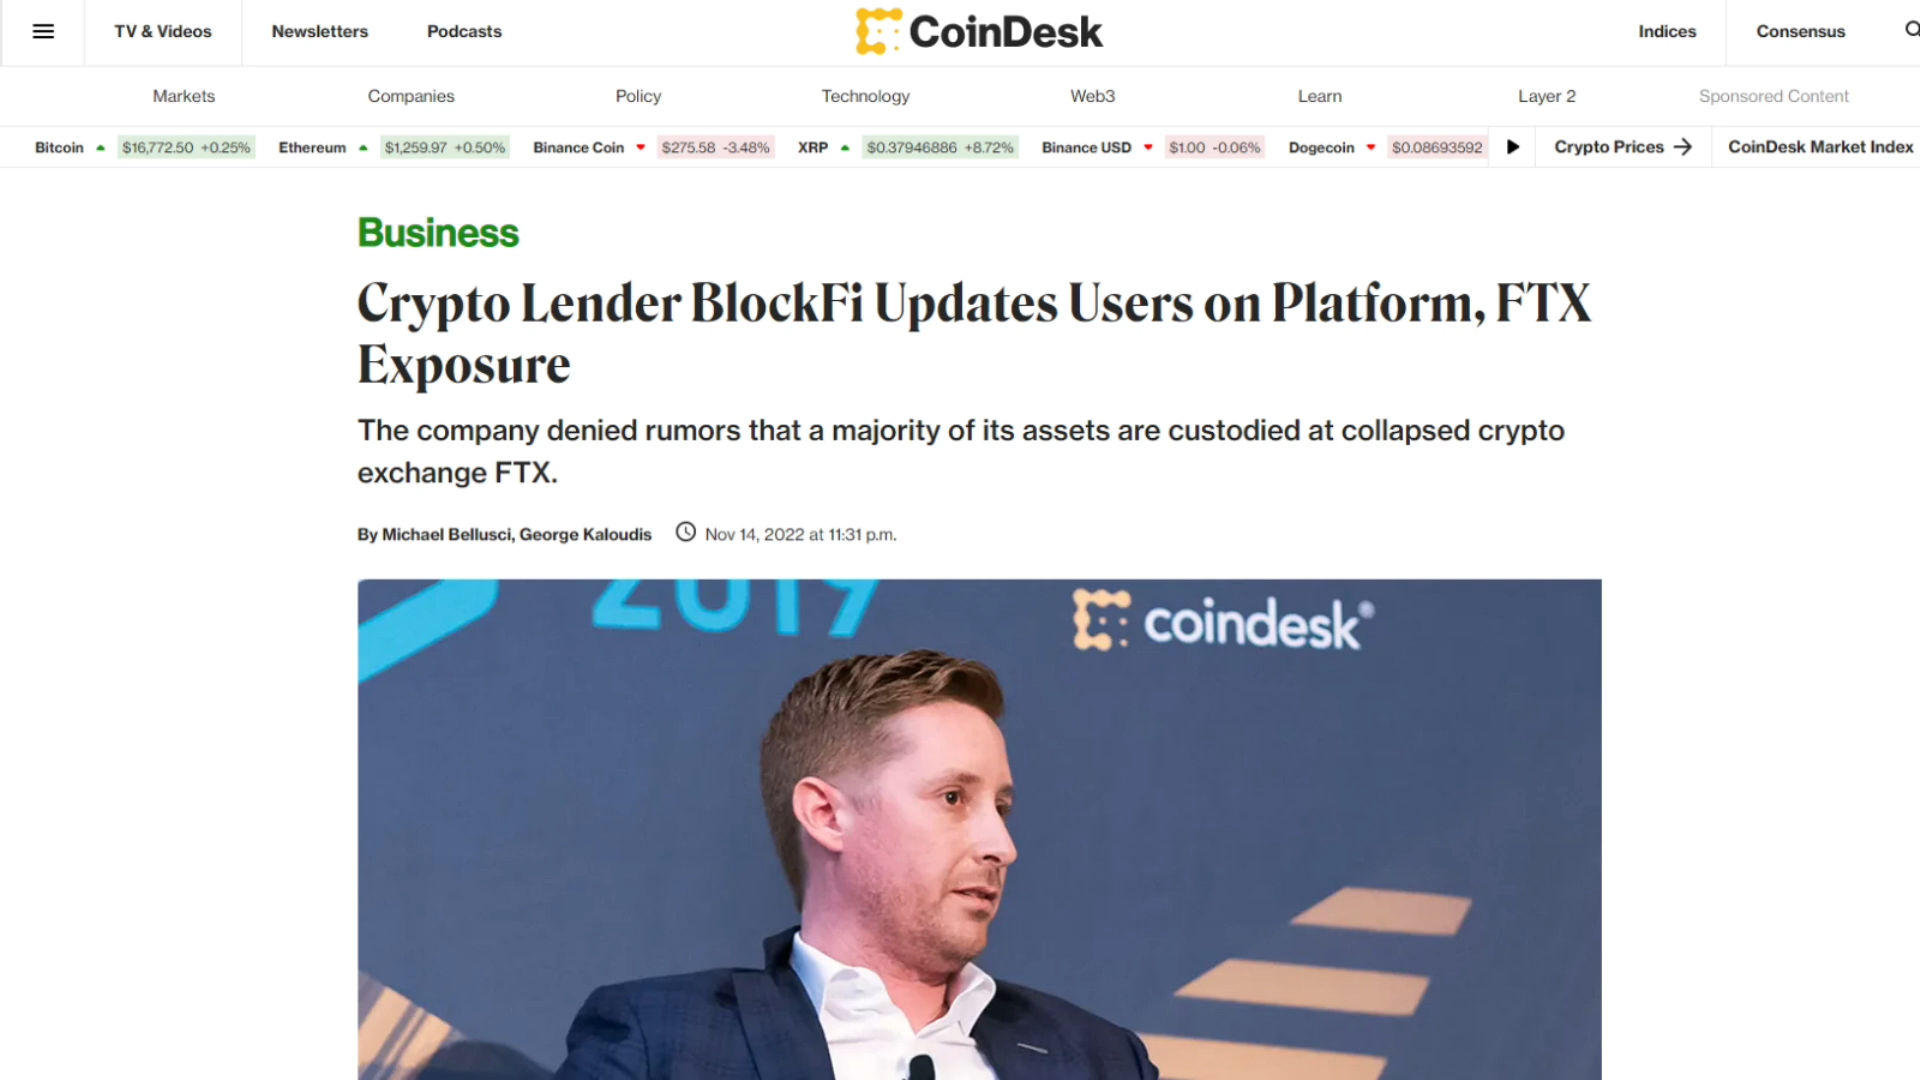 TV & Videos
Newsletters
Podcasts
CoinDesk
Indices
Consensus
Markets
Companies
Policy
Technology
Web3
Learn
Layer 2
Sponsored Content
Bitcoin $16,772.50 +0.25%
Ethereum $1,259.97 +0.50%
Binance Coin $275.58 -3.48%
XRP $0.37946886 +8.72%
Binance USD $1.00 -0.06%
Dogecoin $0.08693592
Crypto Prices
CoinDesk Market Index
Business
Crypto Lender BlockFi Updates Users on Platform, FTX
Exposure
The company denied rumors that a majority of its assets are custodied at collapsed crypto
exchange FTX.
By Michael Bellusci, George Kaloudis
Nov 14, 2022 at 11:31 p.m.
2019
coindesk®